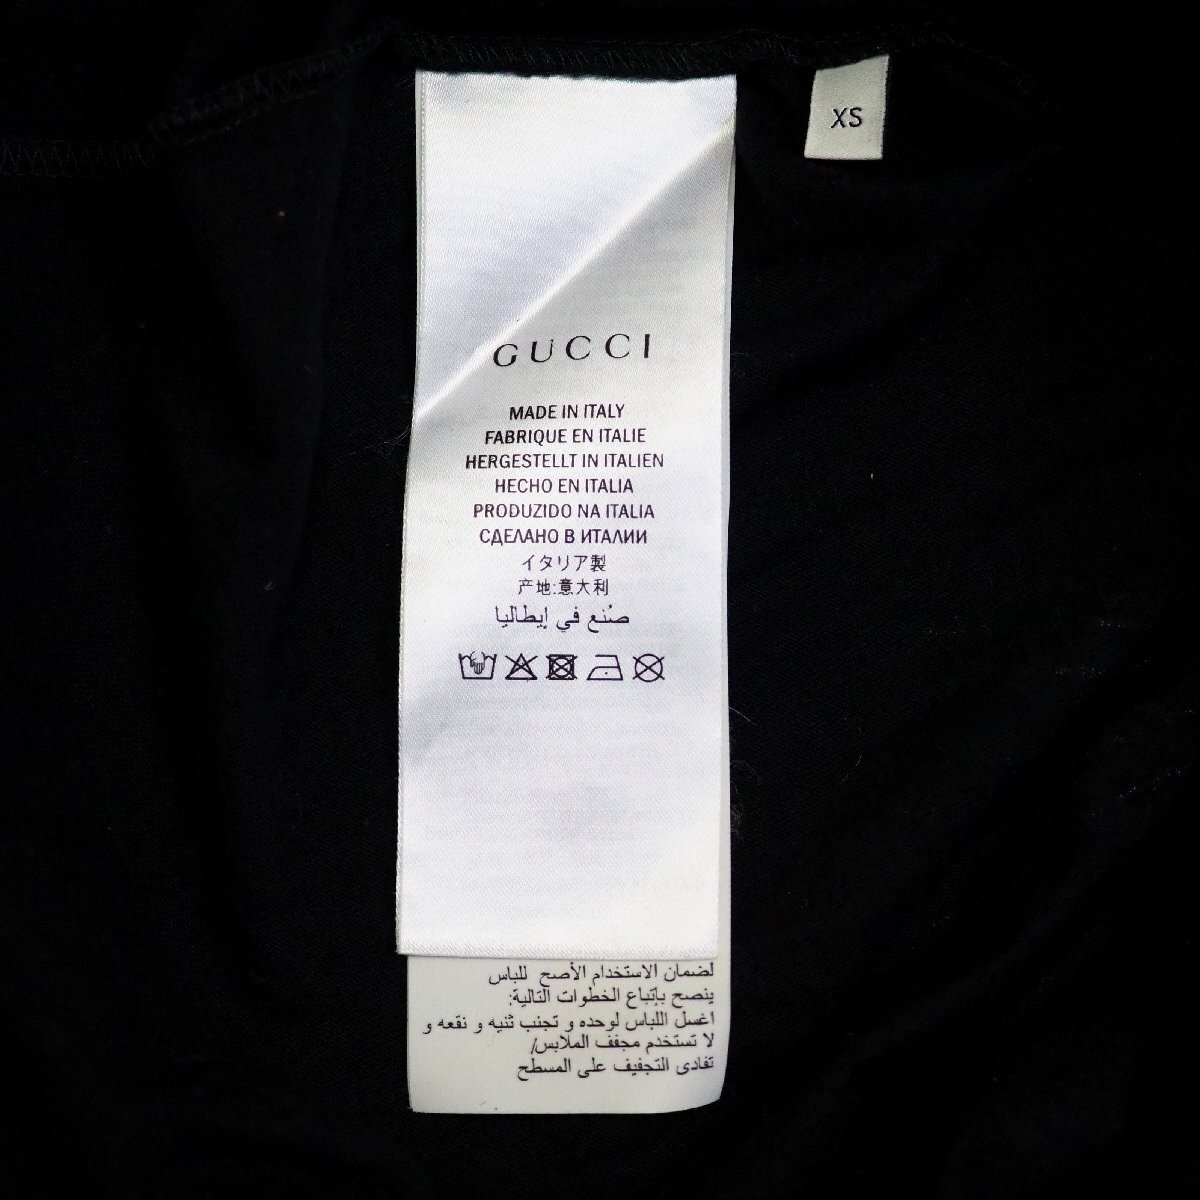 XS
GUCCI
MADE IN ITALY
FABRIQUE EN ITALIE
HERGESTELLT IN ITALIEN
HECHO EN ITALIA
PRODUZIDO NA ITALIA
СДЕЛАНО В ИТАЛИИ
イタリア製
产地:意大利
صُنع في إيطاليا
لضمان الاستخدام الأصح للباس
ينصح بإتباع الخطوات التالية:
اغسل اللباس لوحده و تجنب ثنيه و نقعه و
لا تستخدم مجفف الملابس/
تفادى التجفيف على المسطح